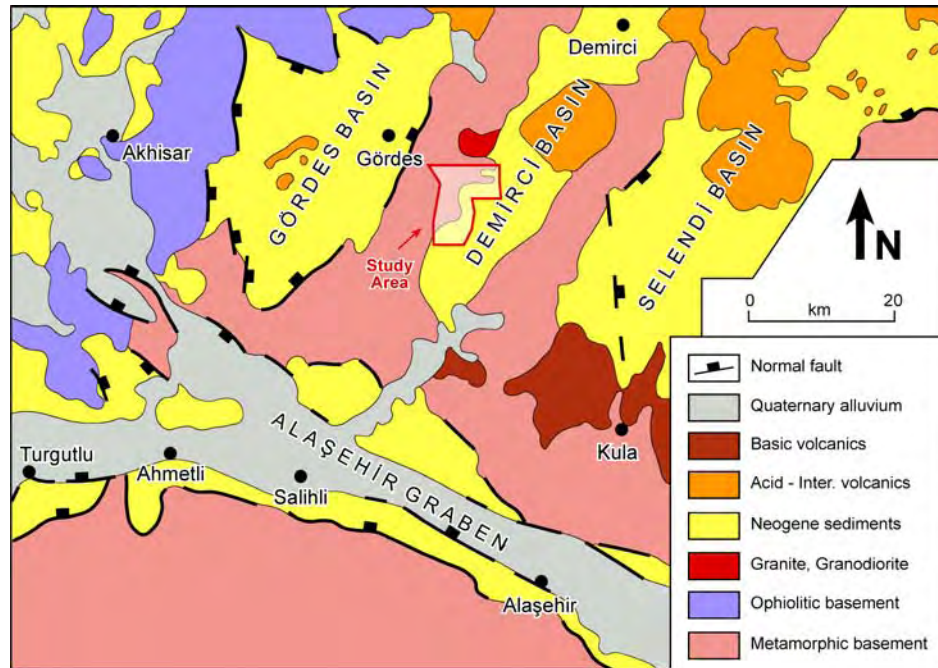 Demirci
Akhisar
Gördes
GÖRDES BASIN
DEMİRCİ BASIN
SELENDİ BASIN
Study
Area
N
0 20
km
Turgutlu
Ahmetli
Salihli
ALAŞEHİR GRABEN
Kula
Alaşehir
Normal fault
Quaternary alluvium
Basic volcanics
Acid - Inter. volcanics
Neogene sediments
Granite, Granodiorite
Ophiolitic basement
Metamorphic basement